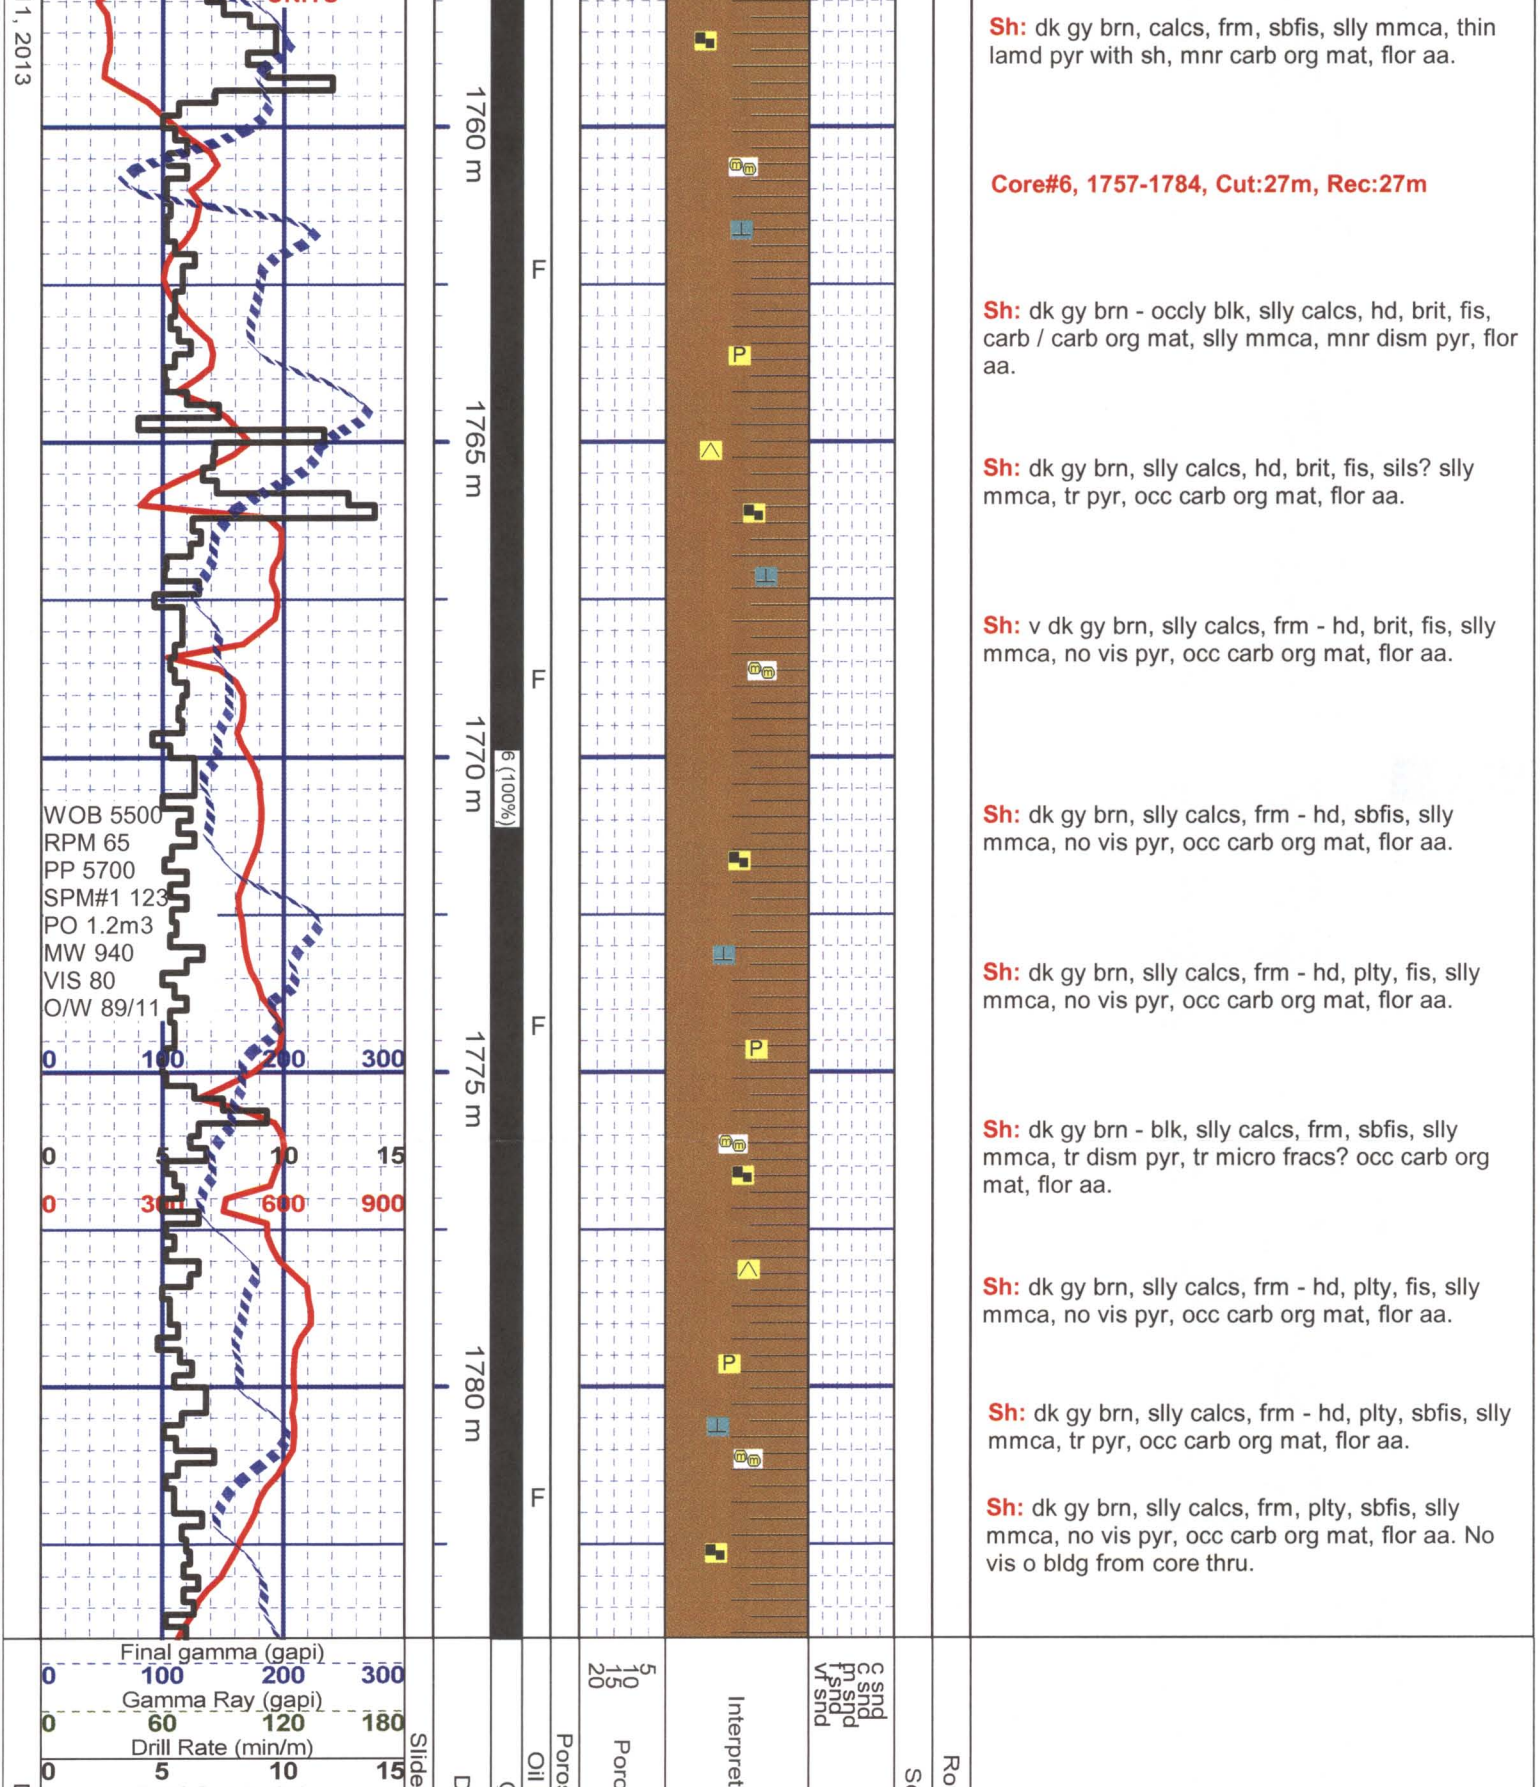 1, 2013
1760 m
1765 m
1770 m
1775 m
1780 m
F
F
F
F
6 (100%)
P
P
P
WOB 5500
RPM 65
PP 5700
SPM#1 123
PO 1.2m3
MW 940
VIS 80
O/W 89/11
0 100 200 300
0 5 10 15
0 300 600 900
Sh: dk gy brn, calcs, frm, sbfis, slly mmca, thin
lamd pyr with sh, mnr carb org mat, flor aa.
Core#6, 1757-1784, Cut:27m, Rec:27m
Sh: dk gy brn - occly blk, slly calcs, hd, brit, fis,
carb / carb org mat, slly mmca, mnr dism pyr, flor
aa.
Sh: dk gy brn, slly calcs, hd, brit, fis, sils? slly
mmca, tr pyr, occ carb org mat, flor aa.
Sh: v dk gy brn, slly calcs, frm - hd, brit, fis, slly
mmca, no vis pyr, occ carb org mat, flor aa.
Sh: dk gy brn, slly calcs, frm - hd, sbfis, slly
mmca, no vis pyr, occ carb org mat, flor aa.
Sh: dk gy brn, slly calcs, frm - hd, plty, fis, slly
mmca, no vis pyr, occ carb org mat, flor aa.
Sh: dk gy brn - blk, slly calcs, frm, sbfis, slly
mmca, tr dism pyr, tr micro fracs? occ carb org
mat, flor aa.
Sh: dk gy brn, slly calcs, frm - hd, plty, fis, slly
mmca, no vis pyr, occ carb org mat, flor aa.
Sh: dk gy brn, slly calcs, frm - hd, plty, sbfis, slly
mmca, tr pyr, occ carb org mat, flor aa.
Sh: dk gy brn, slly calcs, frm, plty, sbfis, slly
mmca, no vis pyr, occ carb org mat, flor aa. No
vis o bldg from core thru.
Final gamma (gapi)
0 100 200 300
Gamma Ray (gapi)
0 60 120 180
Drill Rate (min/m)
0 5 10 15
Slide
Oil
Poros
5
10
15
20
Poro
Interpret
c snd
c snd
m snd
f snd
vf snd
Ro